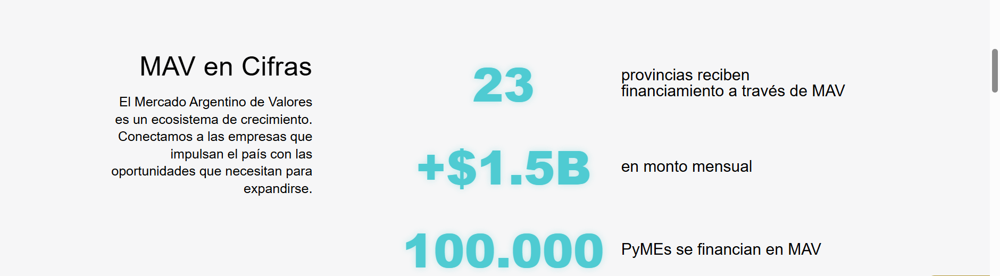 MAV en Cifras
El Mercado Argentino de Valores
es un ecosistema de crecimiento.
Conectamos a las empresas que
impulsan el país con las
oportunidades que necesitan para
expandirse.
23
provincias reciben
financiamiento a través de MAV
+$1.5B
en monto mensual
100.000
PyMEs se financian en MAV